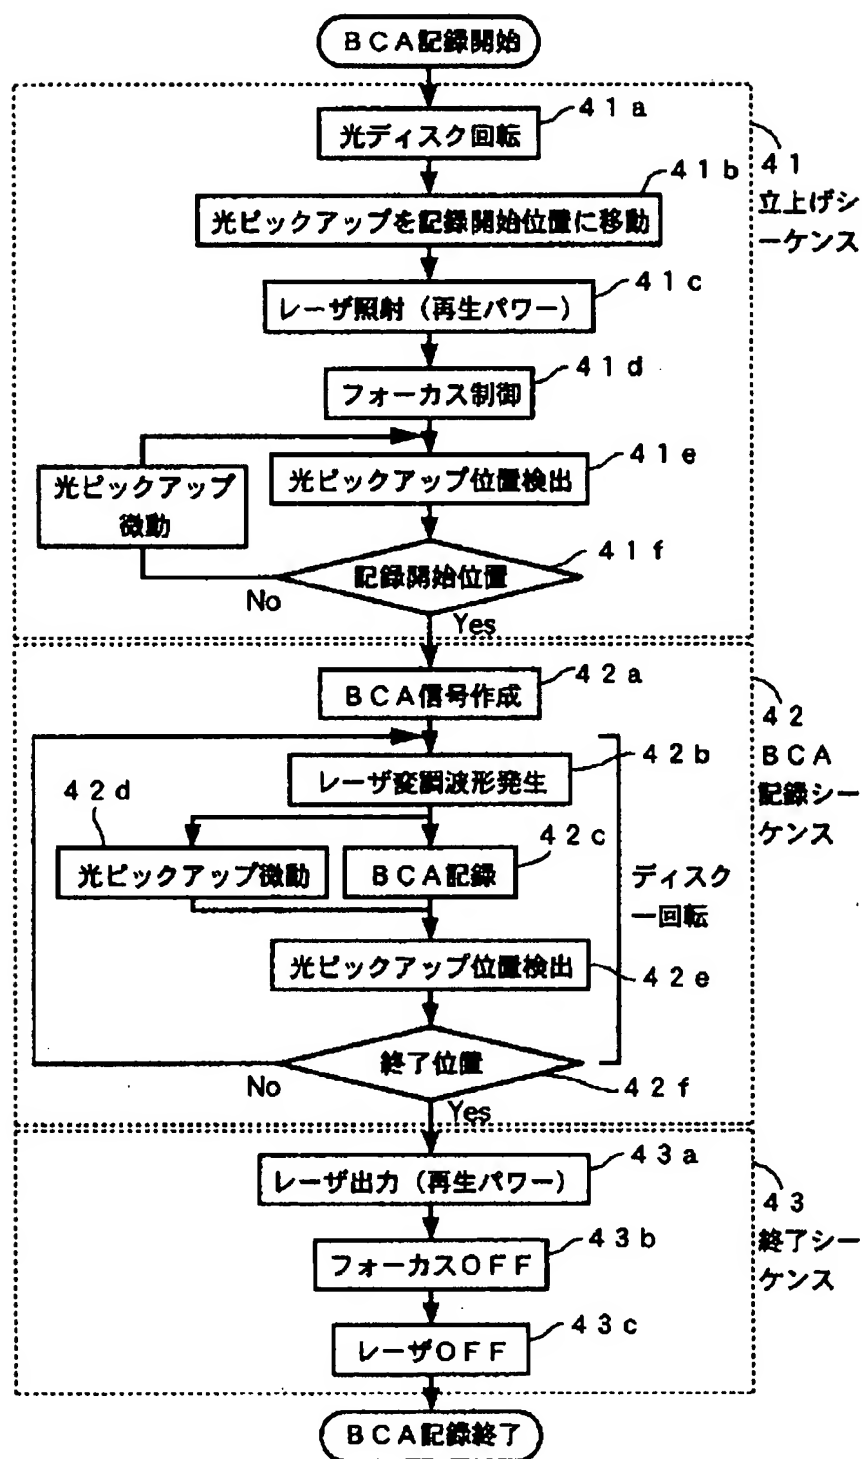 BCA記録開始
41a
光ディスク回転
41b
光ピックアップを記録開始位置に移動
41
立上げシ
ーケンス
41c
レーザ照射（再生パワー）
41d
フォーカス制御
41e
光ピックアップ位置検出
光ピックアップ
微動
41f
記録開始位置
No
Yes
42a
BCA信号作成
42
BCA
記録シー
ケンス
42b
レーザ変調波形発生
42d
光ピックアップ微動
42c
BCA記録
ディスク
一回転
光ピックアップ位置検出
42e
終了位置
42f
No
Yes
43a
レーザ出力（再生パワー）
43
終了シー
ケンス
43b
フォーカスOFF
43c
レーザOFF
BCA記録終了